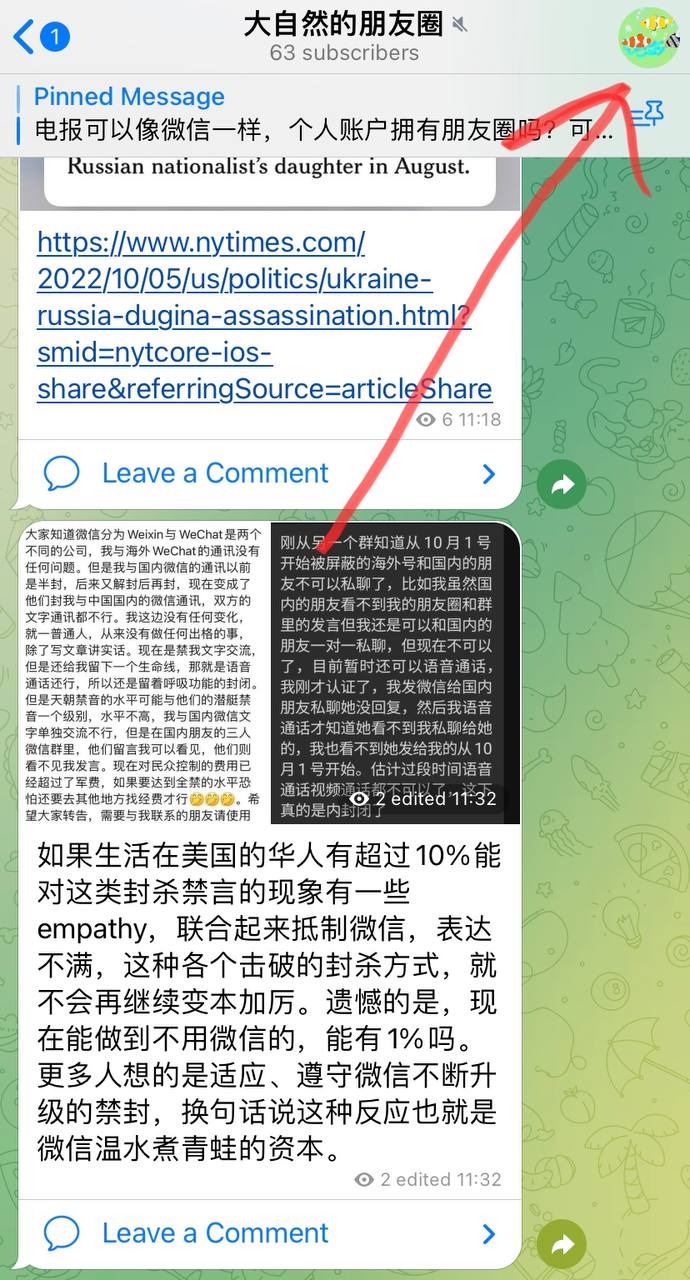 1
大自然的朋友圈
63 subscribers
Pinned Message
电报可以像微信一样，个人账户拥有朋友圈吗？可...
Russian nationalist's daughter in August.
https://www.nytimes.com/
2022/10/05/us/politics/ukraine-
russia-dugina-assassination.html?
smid=nytcore-ios-
share&referringSource=articleShare
6 11:18
Leave a Comment
大家知道微信分为Weixin与WeChat是两个
不同的公司，我与海外WeChat的通讯没有
任何问题。但是我与国内微信的通讯以前
是半封，后来又解封后再封，现在变成了
他们封我与中国国内的微信通讯，双方的
文字通讯都不行。我这边没有任何变化，
就一普通人，从来没有做任何出格的事，
除了写文章讲实话。现在是禁我文字交流，
但是还给我留下一个生命线，那就是语音
通话还行，所以还是留着呼吸功能的封闭。
但是天朝禁音的水平可能与他们的潜艇禁
音一个级别，水平不高，我与国内微信文
字单独交流不行，但是在国内朋友的三人
微信群里，他们留言我可以看见，他们则
看不见我发言。现在对民众控制的费用已
经超过了军费，如果要达到全禁的水平恐
怕还要去其他地方找经费才行🤭🤭🤭。希
望大家转告，需要与我联系的朋友请使用
刚从另一个群知道从10月1号
开始被屏蔽的海外号和国内的朋
友不可以私聊了，比如我虽然国
内的朋友看不到我的朋友圈和群
里的发言但我还是可以和国内的
朋友一对一私聊，但现在不可以
了，目前暂时还可以语音通话，
我刚才认证了，我发微信给国内
朋友私聊她没回复，然后我语音
通话才知道她看不到我私聊给她
的，我也看不到她发给我的从10
月1号开始。估计过段时间语音
通话视频通话都不可以了，这下
真的是内封闭了
2 edited 11:32
如果生活在美国的华人有超过10%能
对这类封杀禁言的现象有一些
empathy，联合起来抵制微信，表达
不满，这种各个击破的封杀方式，就
不会再继续变本加厉。遗憾的是，现
在能做到不用微信的，能有1%吗。
更多人想的是适应、遵守微信不断升
级的禁封，换句话说这种反应也就是
微信温水煮青蛙的资本。
2 edited 11:32
Leave a Comment